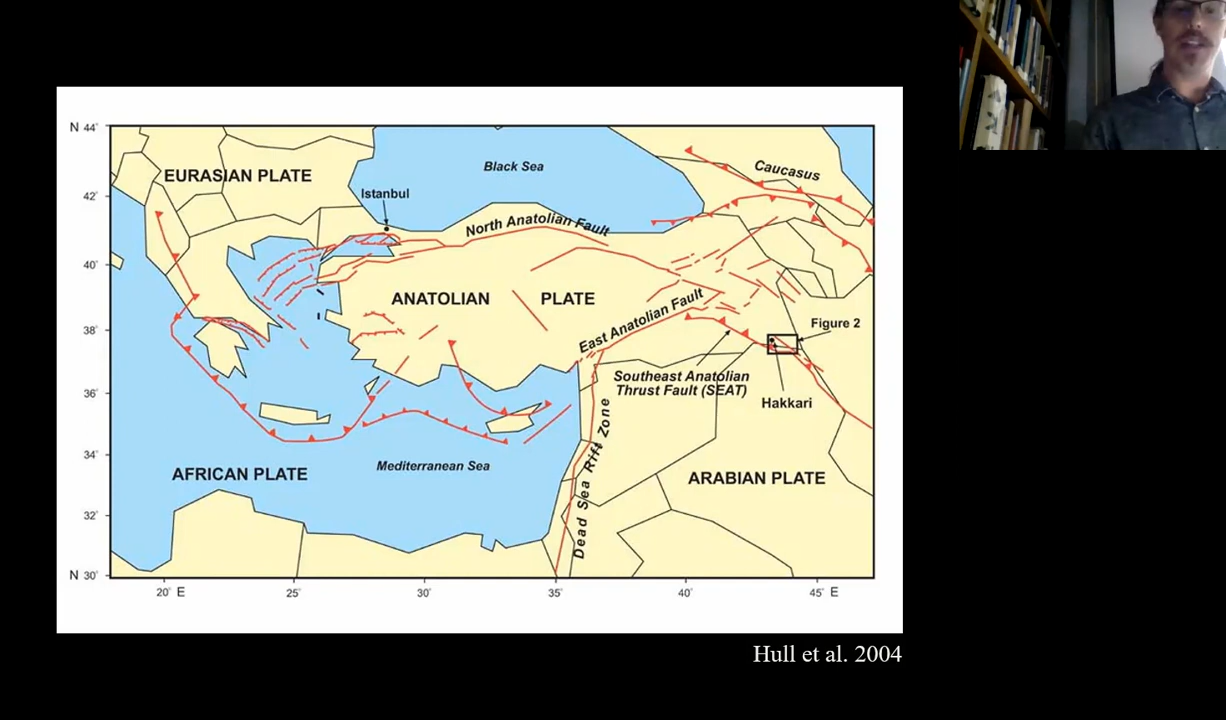 N 44°
EURASIAN PLATE
Black Sea
Caucasus
42°
Istanbul
North Anatolian Fault
40°
ANATOLIAN PLATE
East Anatolian Fault
38°
Figure 2
Southeast Anatolian
Thrust Fault (SEAT)
36°
Hakkari
34°
AFRICAN PLATE
Mediterranean Sea
Dead Sea Rift Zone
ARABIAN PLATE
32°
N 30°
20° E
25°
30°
35°
40°
45° E
Hull et al. 2004